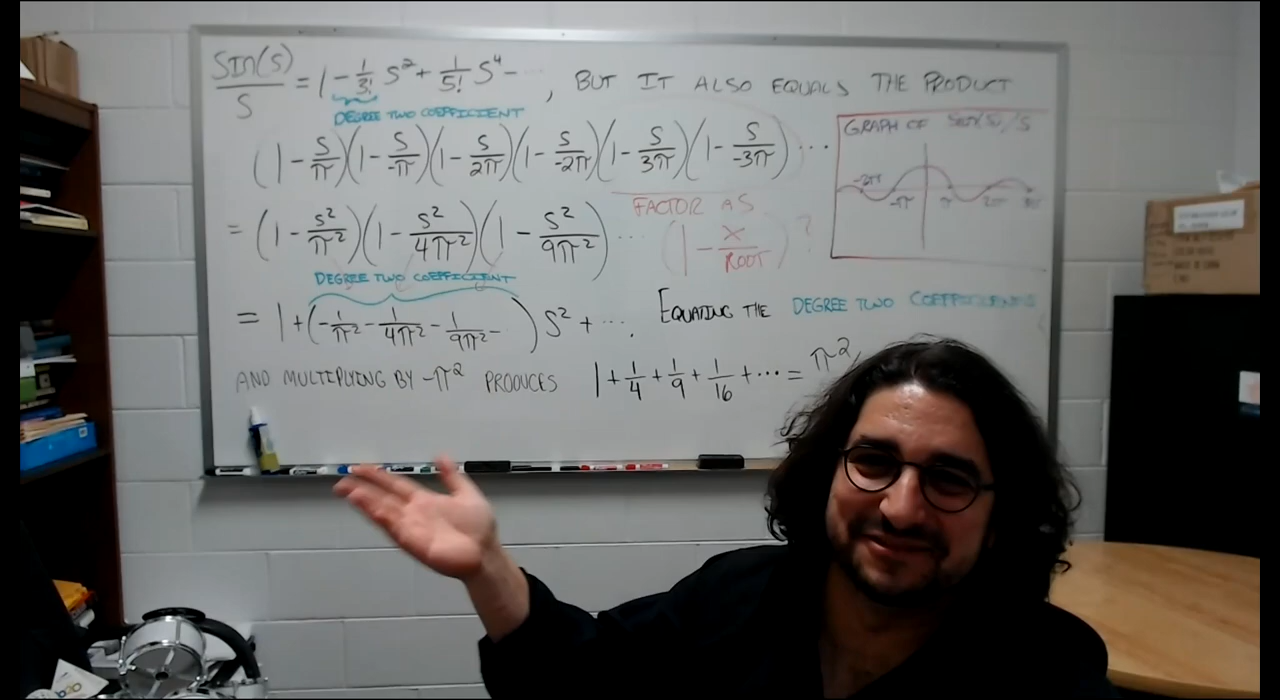 SIN(S)/S = 1 - 1/3! S² + 1/5! S⁴ - ... , BUT IT ALSO EQUALS THE PRODUCT
DEGREE TWO COEFFICIENT
(1 - S/π)(1 - S/-π)(1 - S/2π)(1 - S/-2π)(1 - S/3π)(1 - S/-3π) ...
GRAPH OF
-2π -π π 2π
= (1 - S²/π²)(1 - S²/4π²)(1 - S²/9π²) ...
FACTOR AS
(1 - X/ROOT) ?
DEGREE TWO COEFFICIENT
= 1 + (-1/π² - 1/4π² - 1/9π² - ) S² + ... . EQUATING THE DEGREE TWO COEFFICIENTS
AND MULTIPLYING BY -π² PRODUCES 1 + 1/4 + 1/9 + 1/16 + ... = π²/